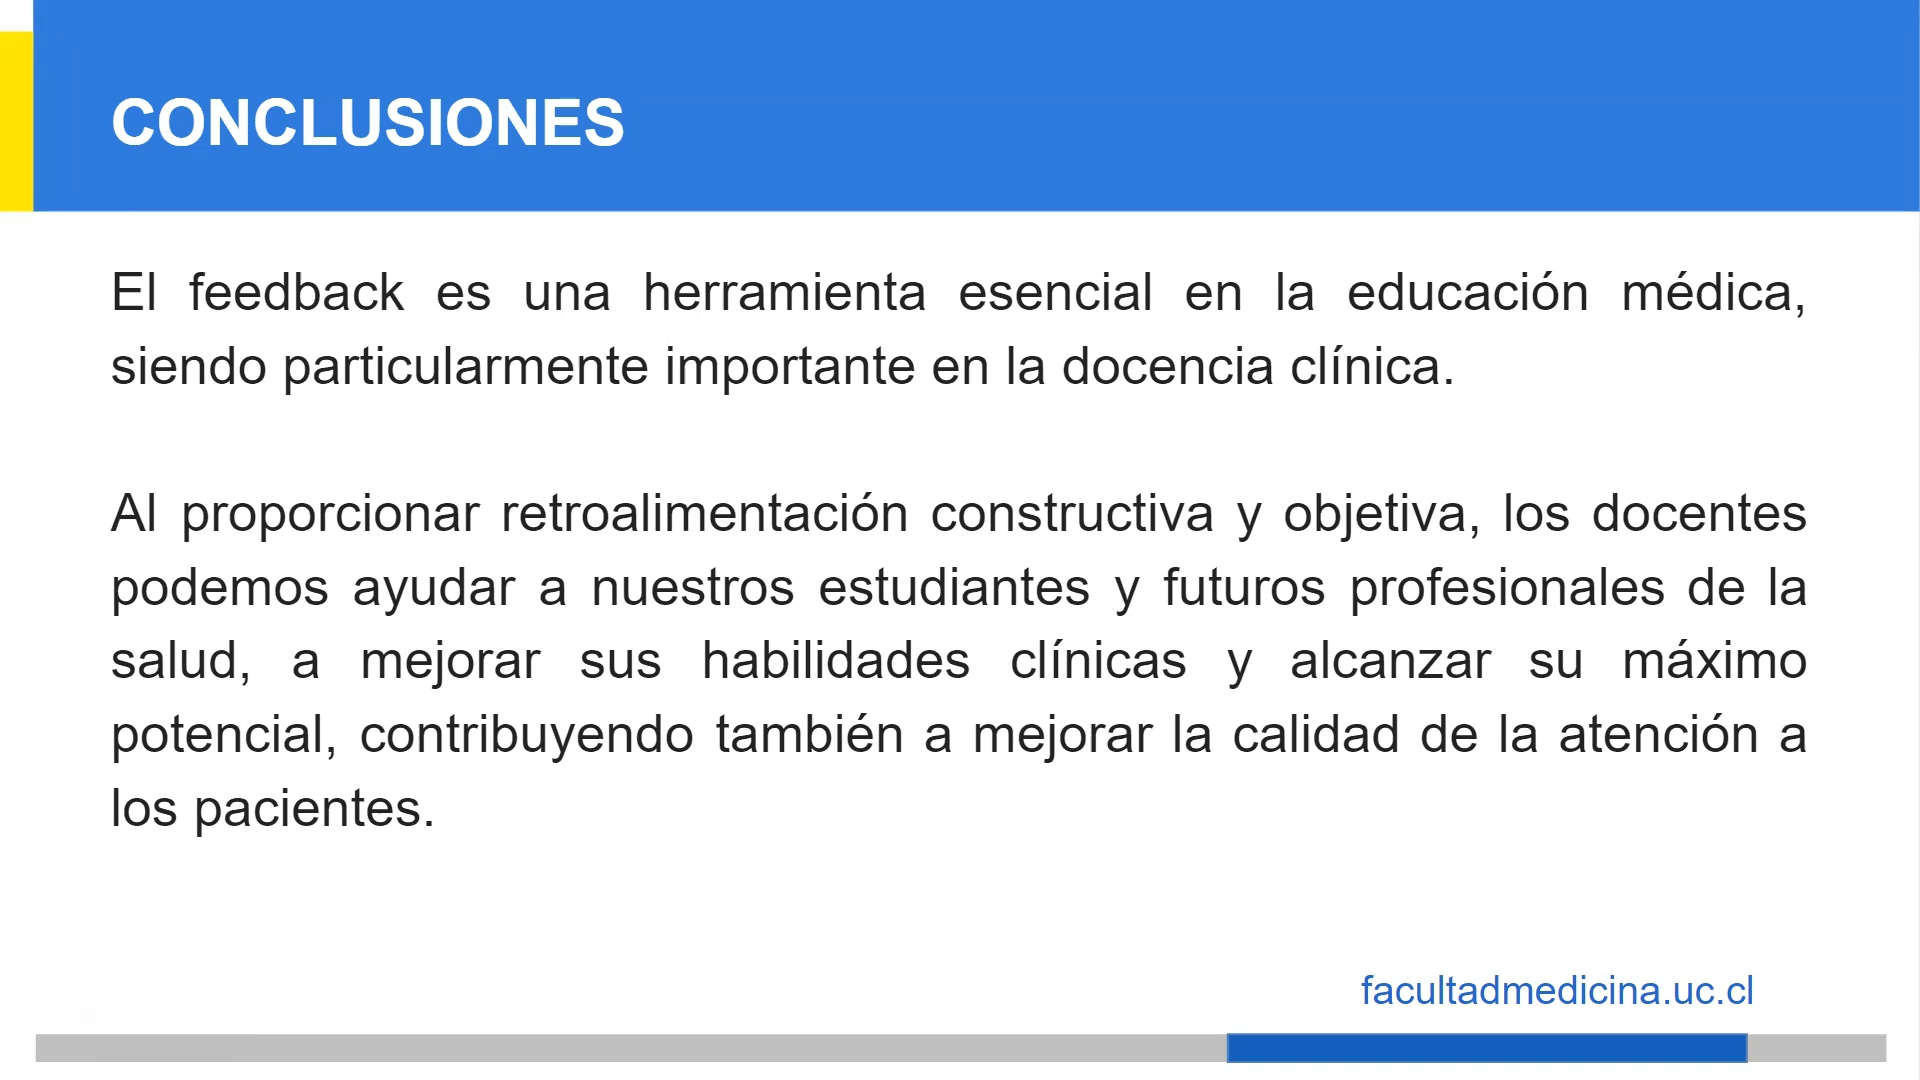 CONCLUSIONES
El feedback es una herramienta esencial en la educación médica,
siendo particularmente importante en la docencia clínica.
Al proporcionar retroalimentación constructiva y objetiva, los docentes
podemos ayudar a nuestros estudiantes y futuros profesionales de la
salud, a mejorar sus habilidades clínicas y alcanzar su máximo
potencial, contribuyendo también a mejorar la calidad de la atención a
los pacientes.
facultadmedicina.uc.cl